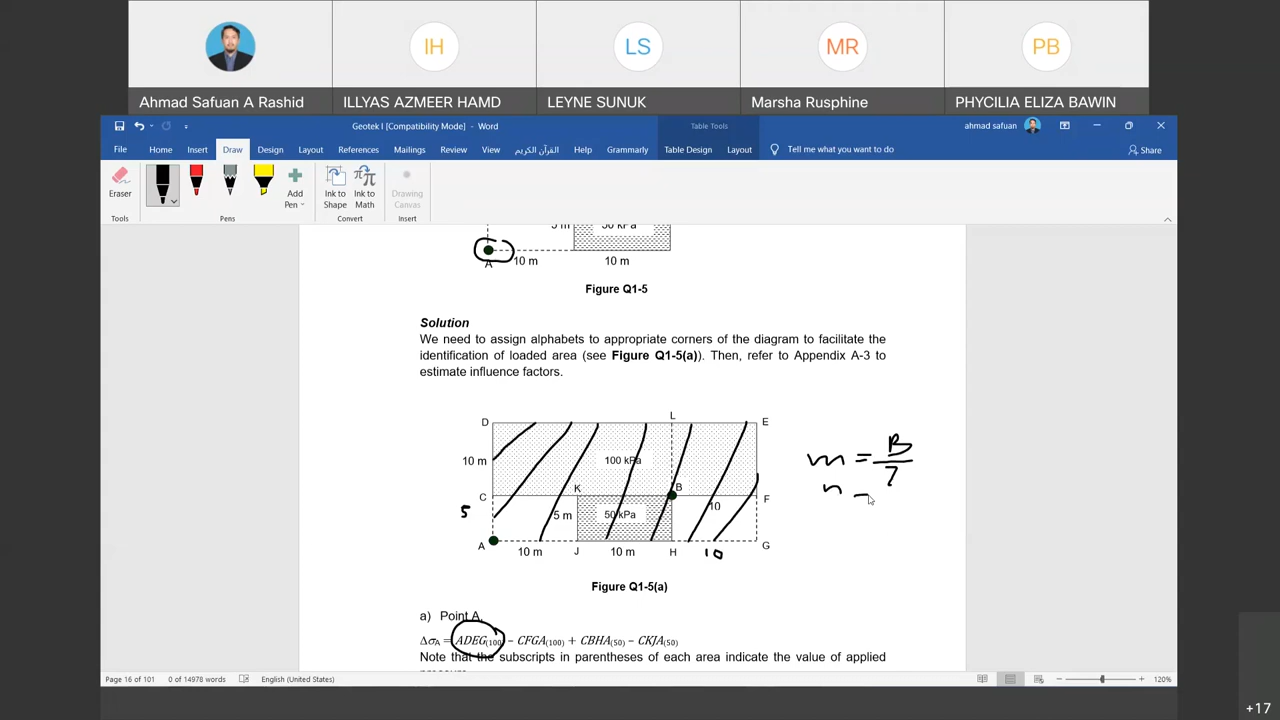 IH
LS
MR
PB
Ahmad Safuan A Rashid
ILLYAS AZMEER HAMD
LEYNE SUNUK
Marsha Rusphine
PHYCILIA ELIZA BAWIN
Geotek I [Compatibility Mode] - Word
Table Tools
ahmad safuan
File Home Insert Draw Design Layout References Mailings Review View القرآن الكريم Help Grammarly Table Design Layout Tell me what you want to do Share
Eraser
Add Pen
Ink to Shape
Ink to Math
Drawing Canvas
Tools
Pens
Convert
Insert
5 m
50 kPa
A
10 m
10 m
Figure Q1-5
Solution
We need to assign alphabets to appropriate corners of the diagram to facilitate the
identification of loaded area (see Figure Q1-5(a)). Then, refer to Appendix A-3 to
estimate influence factors.
D
L
E
10 m
100 kPa
m = B/7
C
K
B
F
n =
5
5 m
50 kPa
10
A
J
H
G
10 m
10 m
10
Figure Q1-5(a)
a) Point A,
ΔσA = ADEG(100) – CFGA(100) + CBHA(50) – CKJA(50)
Note that the subscripts in parentheses of each area indicate the value of applied
Page 16 of 101
0 of 14978 words
English (United States)
120%
+17